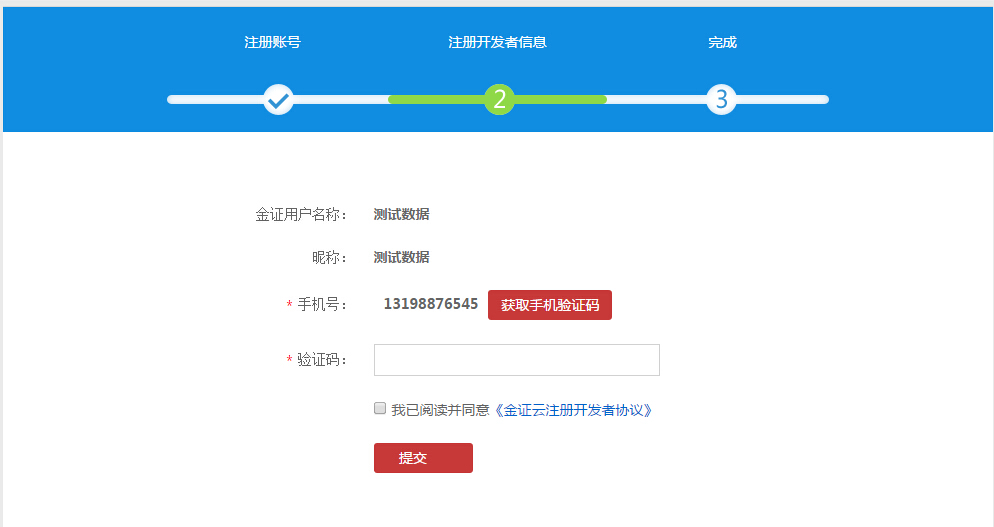 注册账号 注册开发者信息 完成
2 3
金证用户名称： 测试数据
昵称： 测试数据
* 手机号： 13198876545 获取手机验证码
* 验证码：
我已阅读并同意《金证云注册开发者协议》
提交